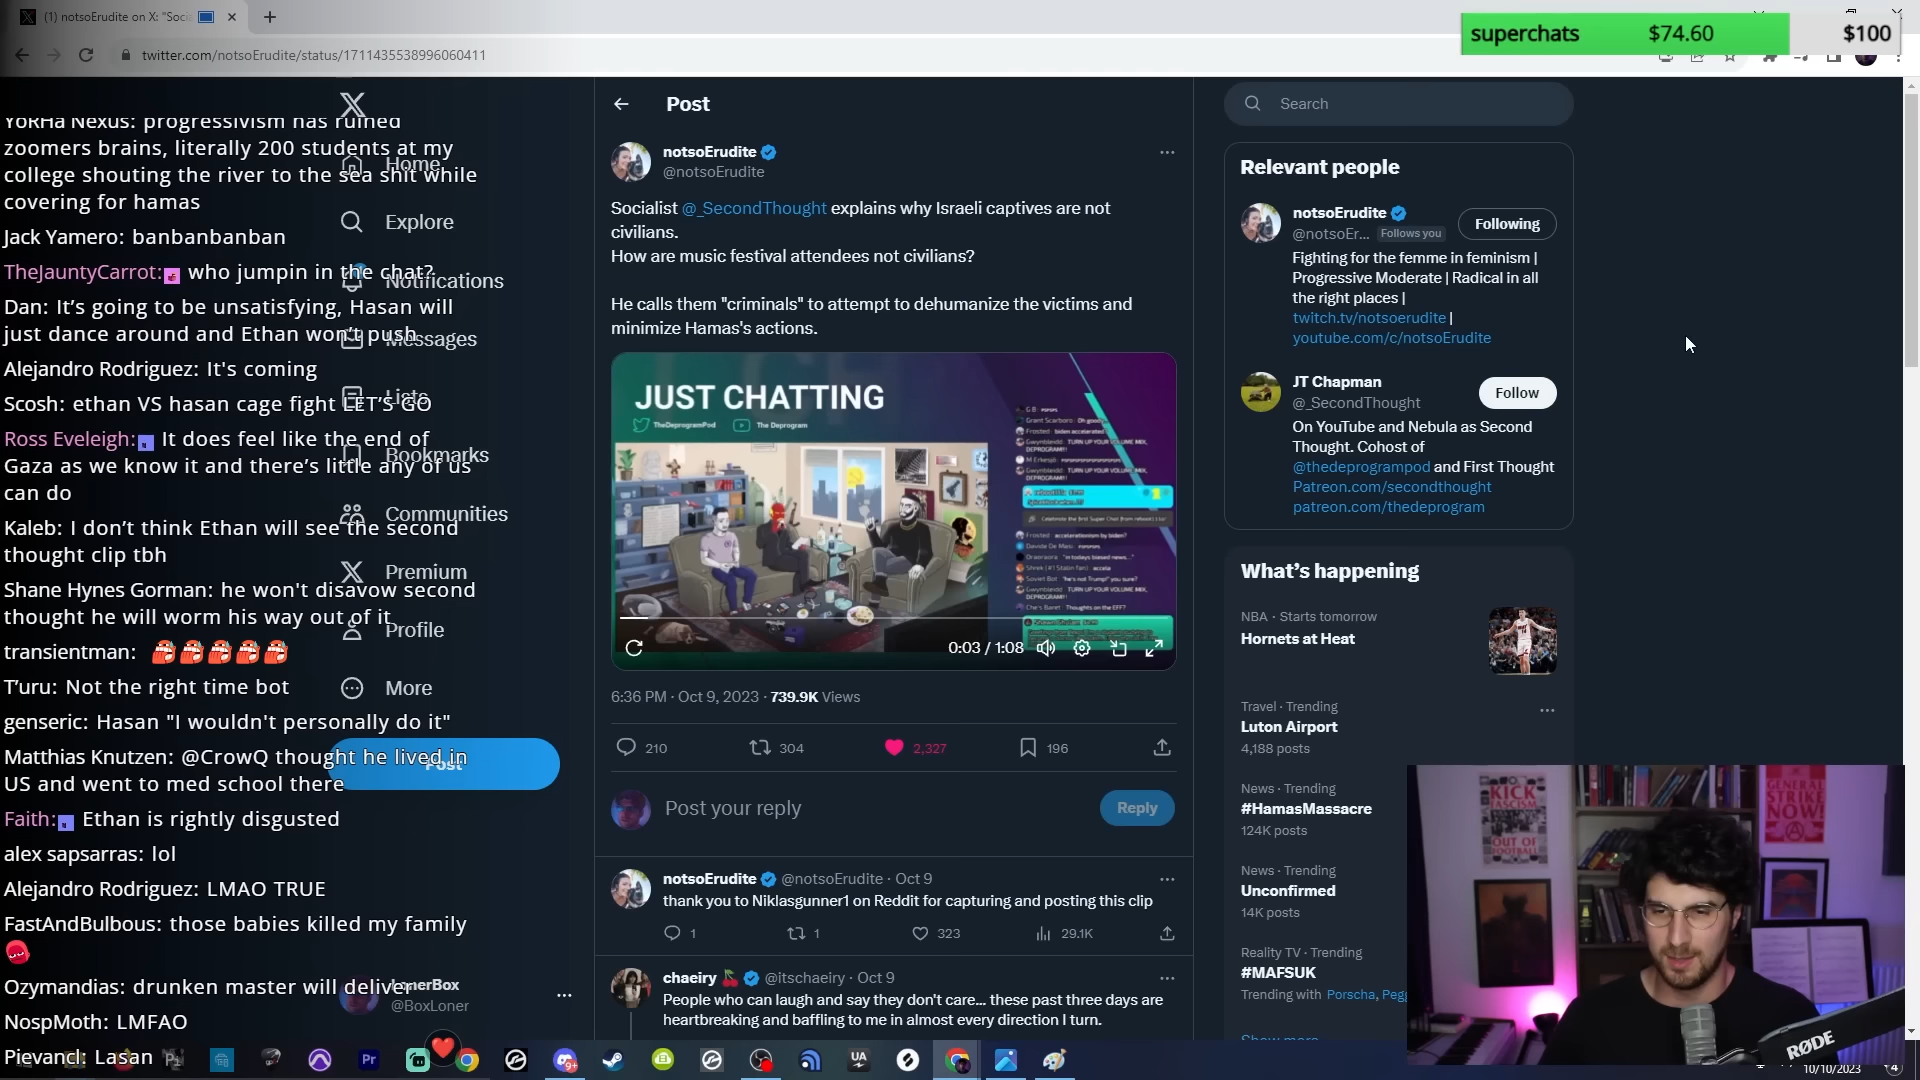 (1) notsoErudite on X: "Soci
superchats $74.60 $100
twitter.com/notsoErudite/status/1711435538996060411
YoRHa Nexus: progressivism has ruined
zoomers brains, literally 200 students at my
college shouting the river to the sea shit while
covering for hamas
Jack Yamero: banbanbanban
TheJauntyCarrot: who jumpin in the chat?
Dan: It's going to be unsatisfying, Hasan will
just dance around and Ethan won't push
Alejandro Rodriguez: It's coming
Scosh: ethan VS hasan cage fight LET'S GO
Ross Eveleigh: It does feel like the end of
Gaza as we know it and there's little any of us
can do
Kaleb: I don't think Ethan will see the second
thought clip tbh
Shane Hynes Gorman: he won't disavow second
thought he will worm his way out of it
transientman:
T'uru: Not the right time bot
genseric: Hasan "I wouldn't personally do it"
Matthias Knutzen: @CrowQ thought he lived in
US and went to med school there
Faith: Ethan is rightly disgusted
alex sapsarras: lol
Alejandro Rodriguez: LMAO TRUE
FastAndBulbous: those babies killed my family
Ozymandias: drunken master will deliver
NospMoth: LMFAO
Pievancl: Lasan
Home
Explore
Notifications
Messages
Lists
Bookmarks
Communities
Premium
Profile
More
Post
LonerBox
@BoxLoner
Post
notsoErudite
@notsoErudite
Socialist @_SecondThought explains why Israeli captives are not
civilians.
How are music festival attendees not civilians?
He calls them "criminals" to attempt to dehumanize the victims and
minimize Hamas's actions.
JUST CHATTING
TheDeprogramPod The Deprogram
0:03 / 1:08
6:36 PM · Oct 9, 2023 · 739.9K Views
210 304 2,327 196
Post your reply
Reply
notsoErudite @notsoErudite · Oct 9
thank you to Niklasgunner1 on Reddit for capturing and posting this clip
1 1 323 29.1K
chaeiry @itschaeiry · Oct 9
People who can laugh and say they don't care... these past three days are
heartbreaking and baffling to me in almost every direction I turn.
Search
Relevant people
notsoErudite
@notsoEr... Follows you
Following
Fighting for the femme in feminism |
Progressive Moderate | Radical in all
the right places |
twitch.tv/notsoerudite |
youtube.com/c/notsoErudite
JT Chapman
@_SecondThought
Follow
On YouTube and Nebula as Second
Thought. Cohost of
@thedeprogrampod and First Thought
Patreon.com/secondthought
patreon.com/thedeprogram
What's happening
NBA · Starts tomorrow
Hornets at Heat
Travel · Trending
Luton Airport
4,188 posts
News · Trending
#HamasMassacre
124K posts
News · Trending
Unconfirmed
14K posts
Reality TV · Trending
#MAFSUK
Trending with Porscha, Peg
Show more
KICK
FASCISM
OUT OF
FOOTBALL
GENERAL
STRIKE
NOW!
RØDE
10/10/2023